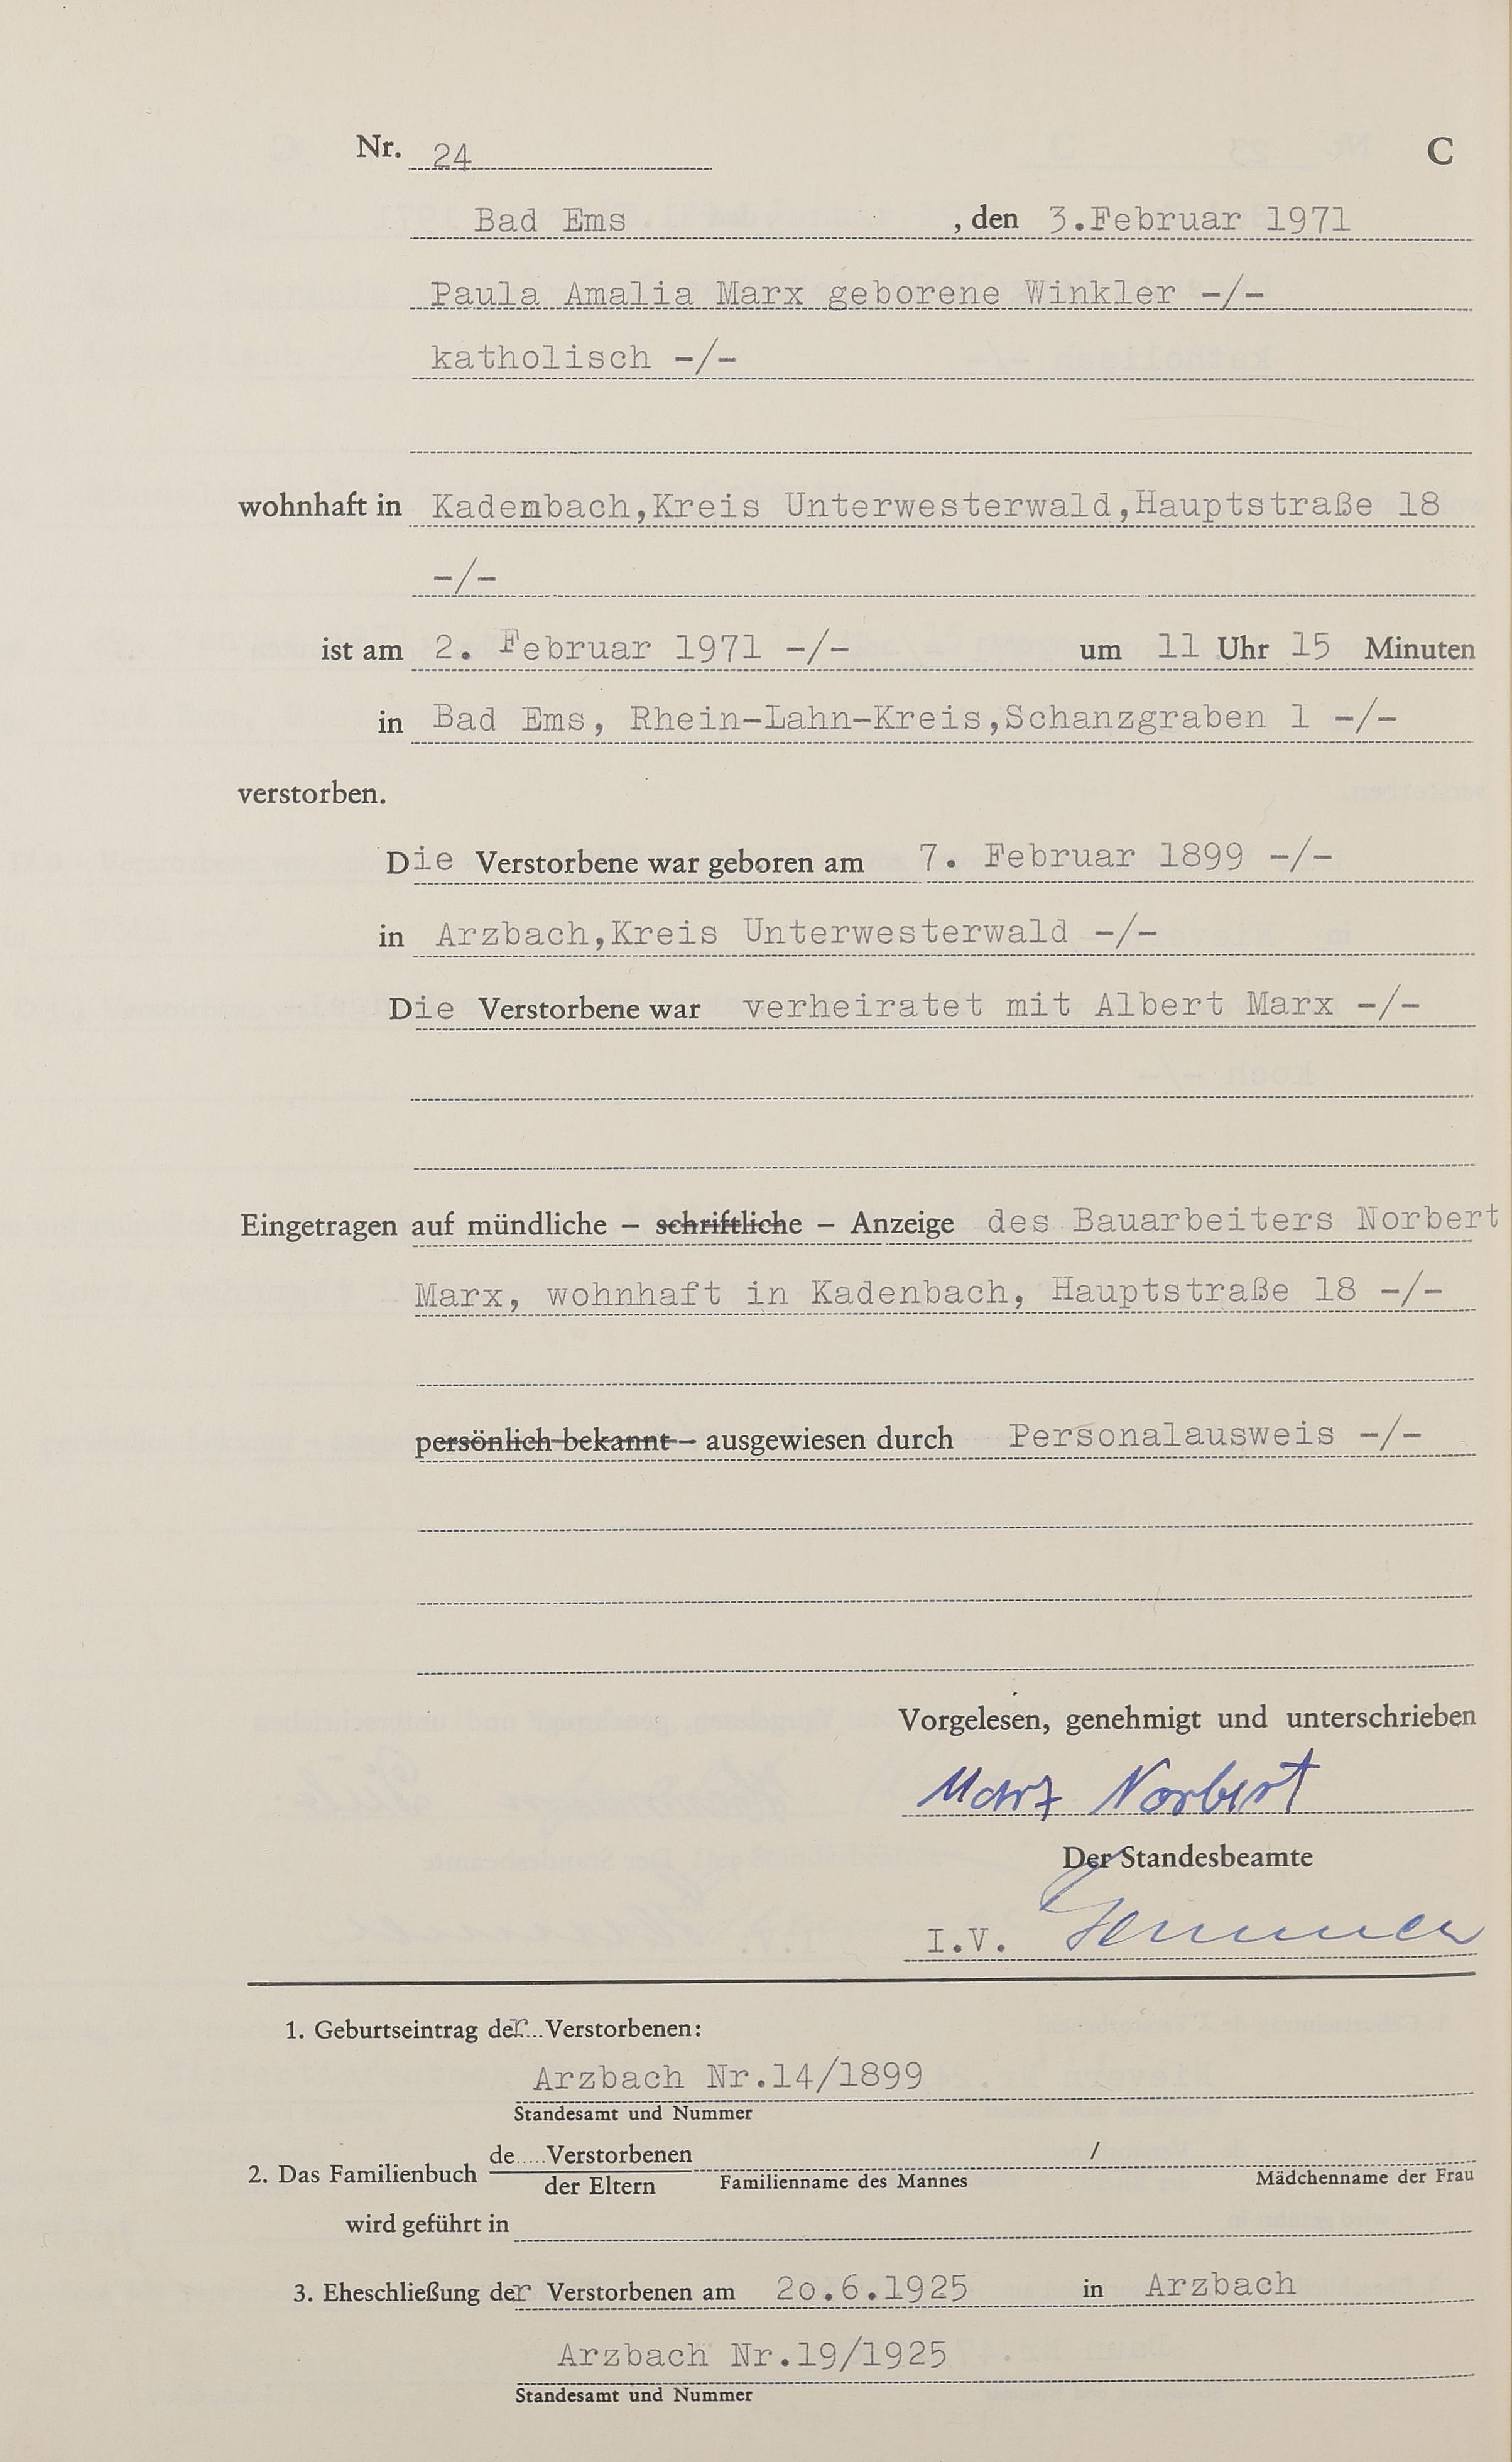 Nr. 24 C
Bad Ems , den 3.Februar 1971
Paula Amalia Marx geborene Winkler -/-
katholisch -/-
wohnhaft in Kadenbach,Kreis Unterwesterwald,Hauptstraße 18
-/-
ist am 2. Februar 1971 -/- um 11 Uhr 15 Minuten
in Bad Ems, Rhein-Lahn-Kreis,Schanzgraben 1 -/-
verstorben.
Die Verstorbene war geboren am 7. Februar 1899 -/-
in Arzbach,Kreis Unterwesterwald -/-
Die Verstorbene war verheiratet mit Albert Marx -/-
Eingetragen auf mündliche – schriftliche – Anzeige des Bauarbeiters Norbert
Marx, wohnhaft in Kadenbach, Hauptstraße 18 -/-
persönlich bekannt – ausgewiesen durch Personalausweis -/-
Vorgelesen, genehmigt und unterschrieben
Marx Norbert
Der Standesbeamte
I.V.
1. Geburtseintrag der Verstorbenen:
Arzbach Nr.14/1899
Standesamt und Nummer
2. Das Familienbuch de..... Verstorbenen /
der Eltern Familienname des Mannes Mädchenname der Frau
wird geführt in
3. Eheschließung der Verstorbenen am 20.6.1925 in Arzbach
Arzbach Nr.19/1925
Standesamt und Nummer